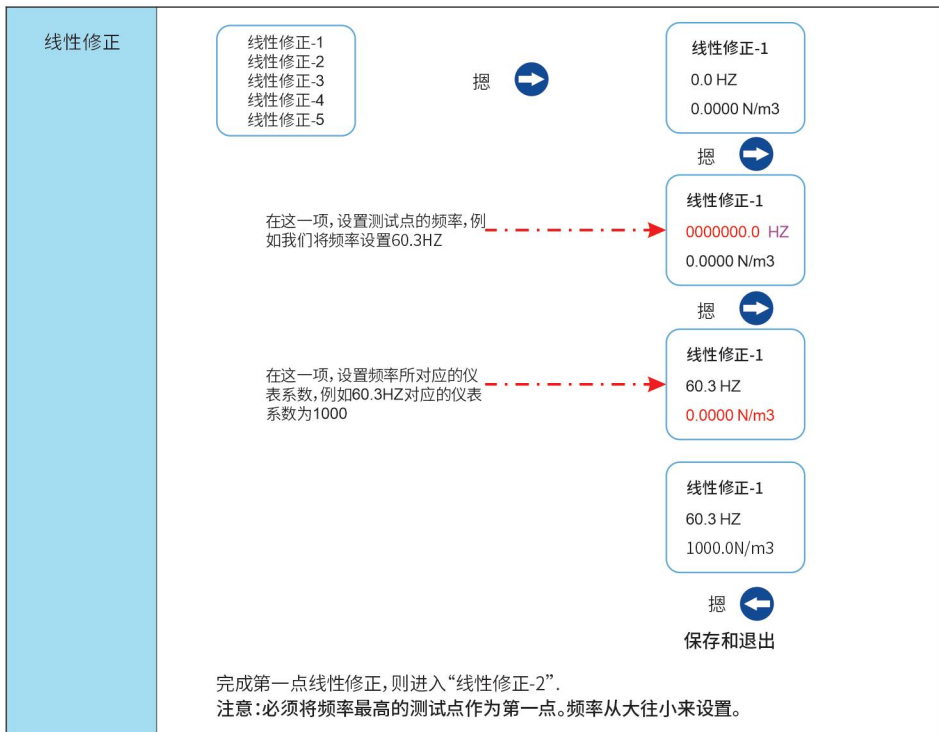 线性修正
线性修正-1
线性修正-2
线性修正-3
线性修正-4
线性修正-5
摁
线性修正-1
0.0 HZ
0.0000 N/m3
摁
在这一项,设置测试点的频率,例
如我们将频率设置60.3HZ
线性修正-1
0000000.0 HZ
0.0000 N/m3
摁
在这一项,设置频率所对应的仪
表系数,例如60.3HZ对应的仪表
系数为1000
线性修正-1
60.3 HZ
0.0000 N/m3
线性修正-1
60.3 HZ
1000.0N/m3
摁
保存和退出
完成第一点线性修正,则进入“线性修正-2”.
注意:必须将频率最高的测试点作为第一点。频率从大往小来设置。